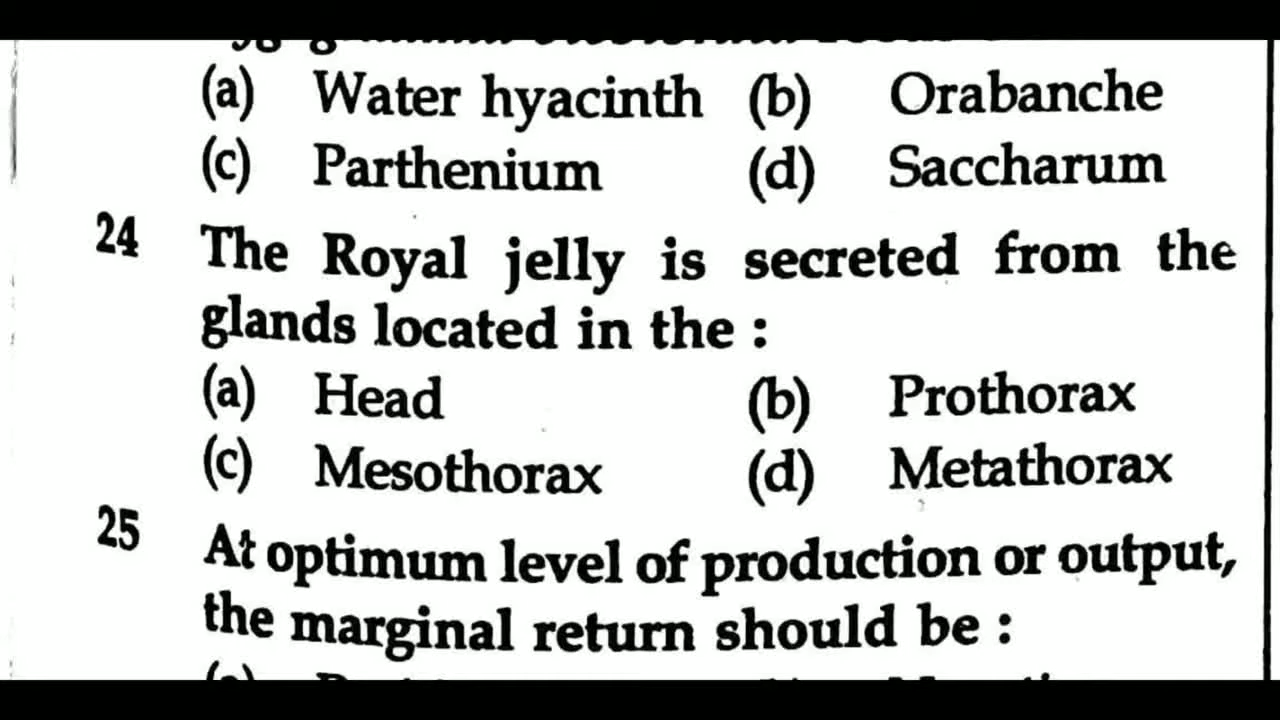 (a) Water hyacinth (b) Orabanche
(c) Parthenium (d) Saccharum
24 The Royal jelly is secreted from the
glands located in the :
(a) Head (b) Prothorax
(c) Mesothorax (d) Metathorax
25 At optimum level of production or output,
the marginal return should be :